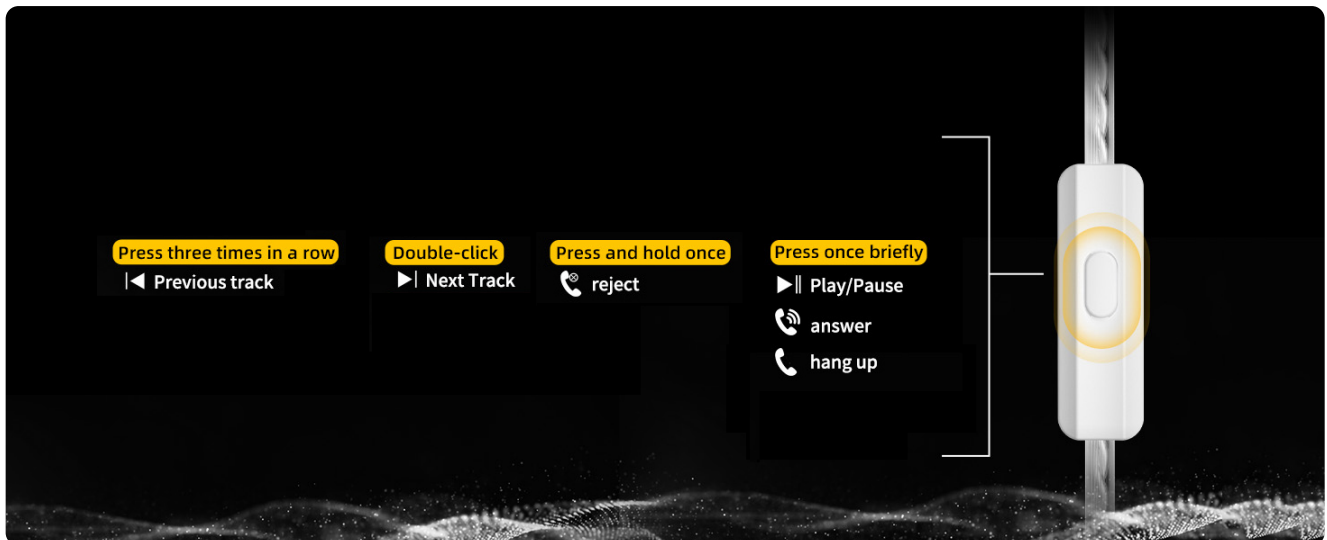 Press three times in a row
Previous track
Double-click
Next Track
Press and hold once
reject
Press once briefly
Play/Pause
answer
hang up